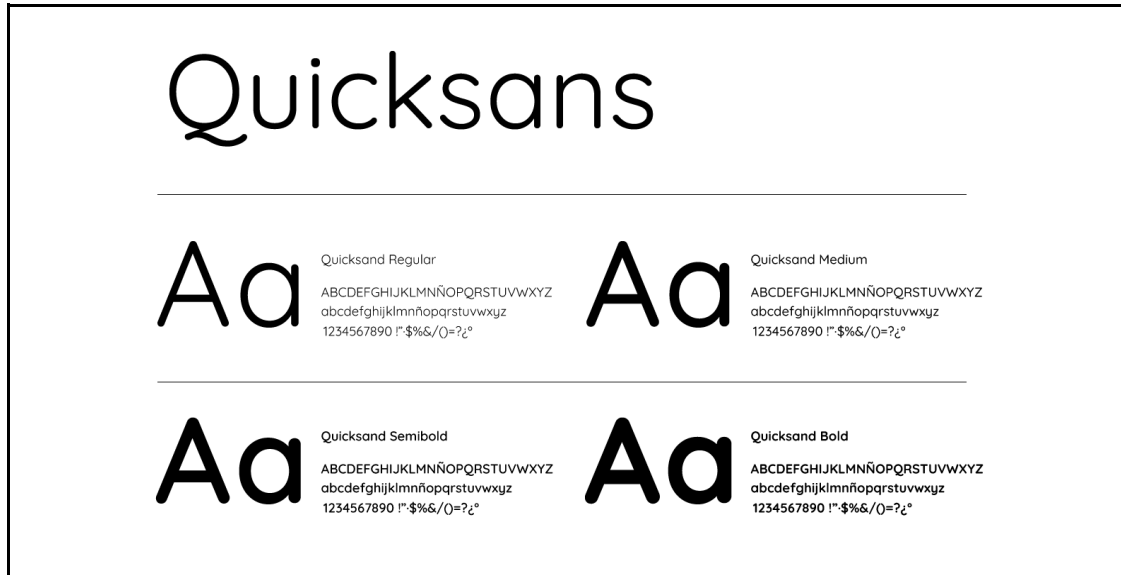 Quicksans
Aa
Quicksand Regular
ABCDEFGHIJKLMNÑOPQRSTUVWXYZ
abcdefghijklmnñopqrstuvwxyz
1234567890 !”·$%&/()=?¿º
Aa
Quicksand Medium
ABCDEFGHIJKLMNÑOPQRSTUVWXYZ
abcdefghijklmnñopqrstuvwxyz
1234567890 !”·$%&/()=?¿º
Aa
Quicksand Semibold
ABCDEFGHIJKLMNÑOPQRSTUVWXYZ
abcdefghijklmnñopqrstuvwxyz
1234567890 !”·$%&/()=?¿º
Aa
Quicksand Bold
ABCDEFGHIJKLMNÑOPQRSTUVWXYZ
abcdefghijklmnñopqrstuvwxyz
1234567890 !”·$%&/()=?¿º